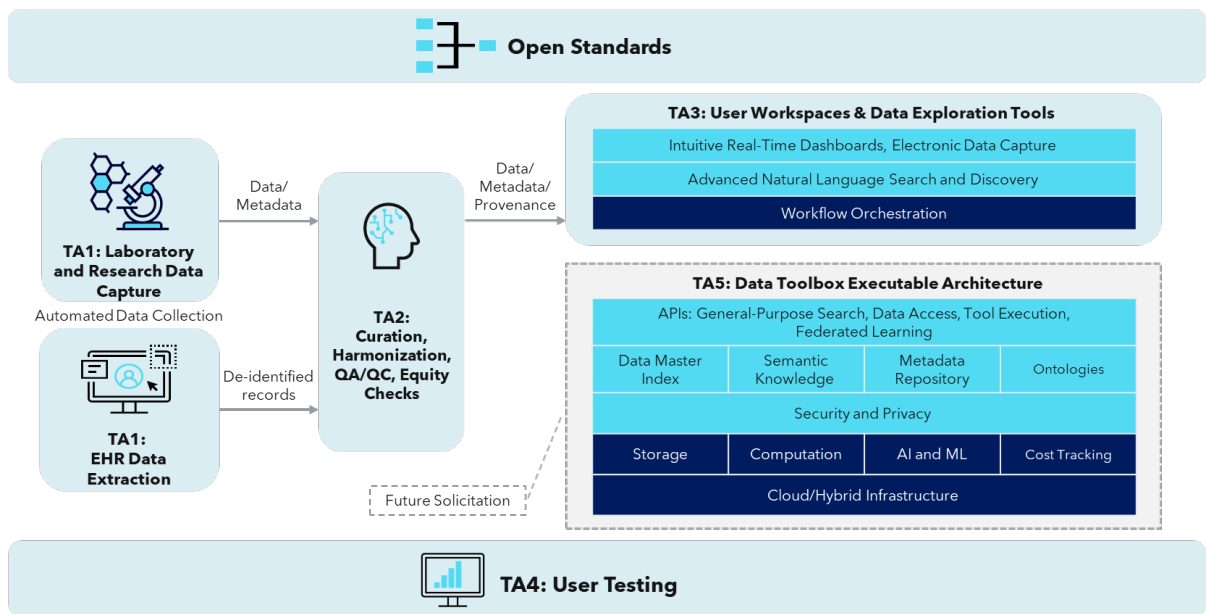 Open Standards
TA1: Laboratory
and Research Data
Capture
Automated Data Collection
TA1:
EHR Data
Extraction
Data/
Metadata
De-identified
records
TA2:
Curation,
Harmonization,
QA/QC, Equity
Checks
Data/
Metadata/
Provenance
TA3: User Workspaces & Data Exploration Tools
Intuitive Real-Time Dashboards, Electronic Data Capture
Advanced Natural Language Search and Discovery
Workflow Orchestration
TA5: Data Toolbox Executable Architecture
APIs: General-Purpose Search, Data Access, Tool Execution,
Federated Learning
Data Master
Index
Semantic
Knowledge
Metadata
Repository
Ontologies
Security and Privacy
Storage
Computation
AI and ML
Cost Tracking
Cloud/Hybrid Infrastructure
Future Solicitation
TA4: User Testing